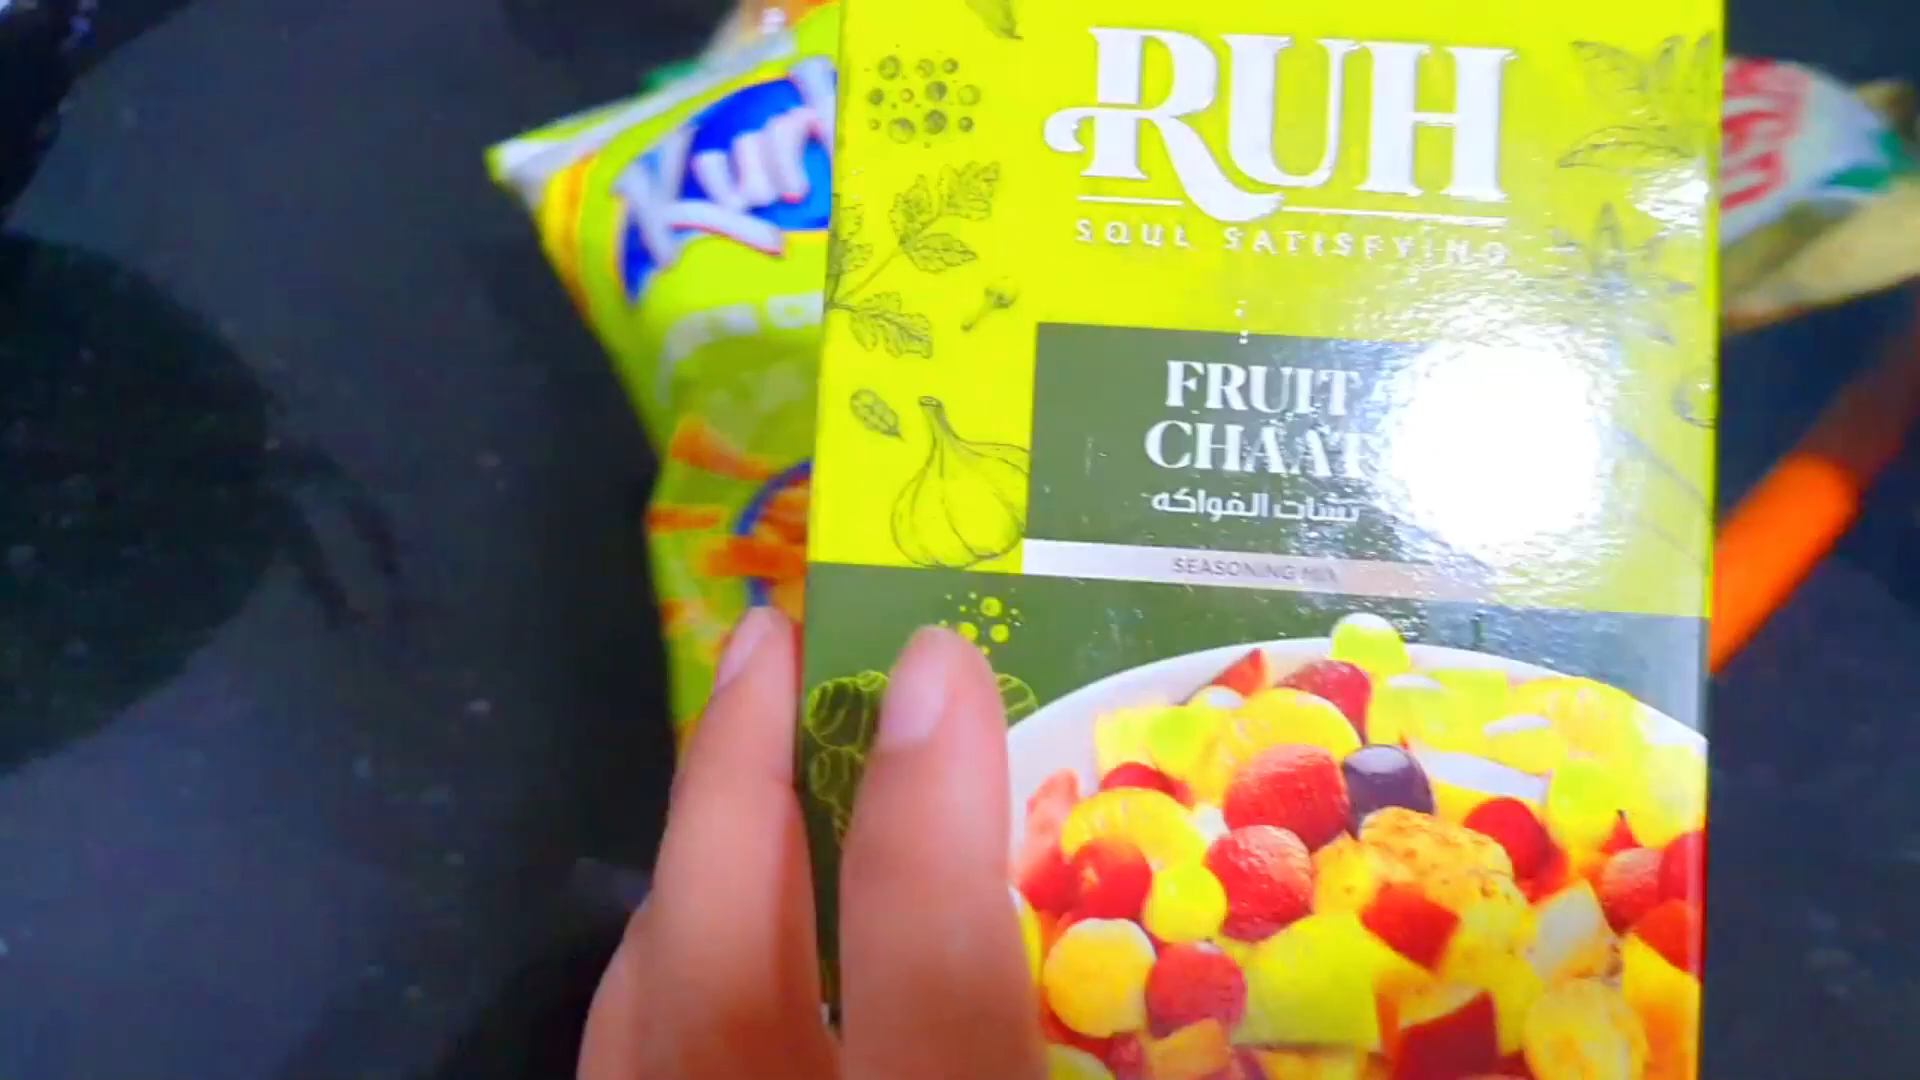 RUH
SOUL SATISFYING
FRUIT
CHAAT
تشات الفواكه
SEASONING MIX